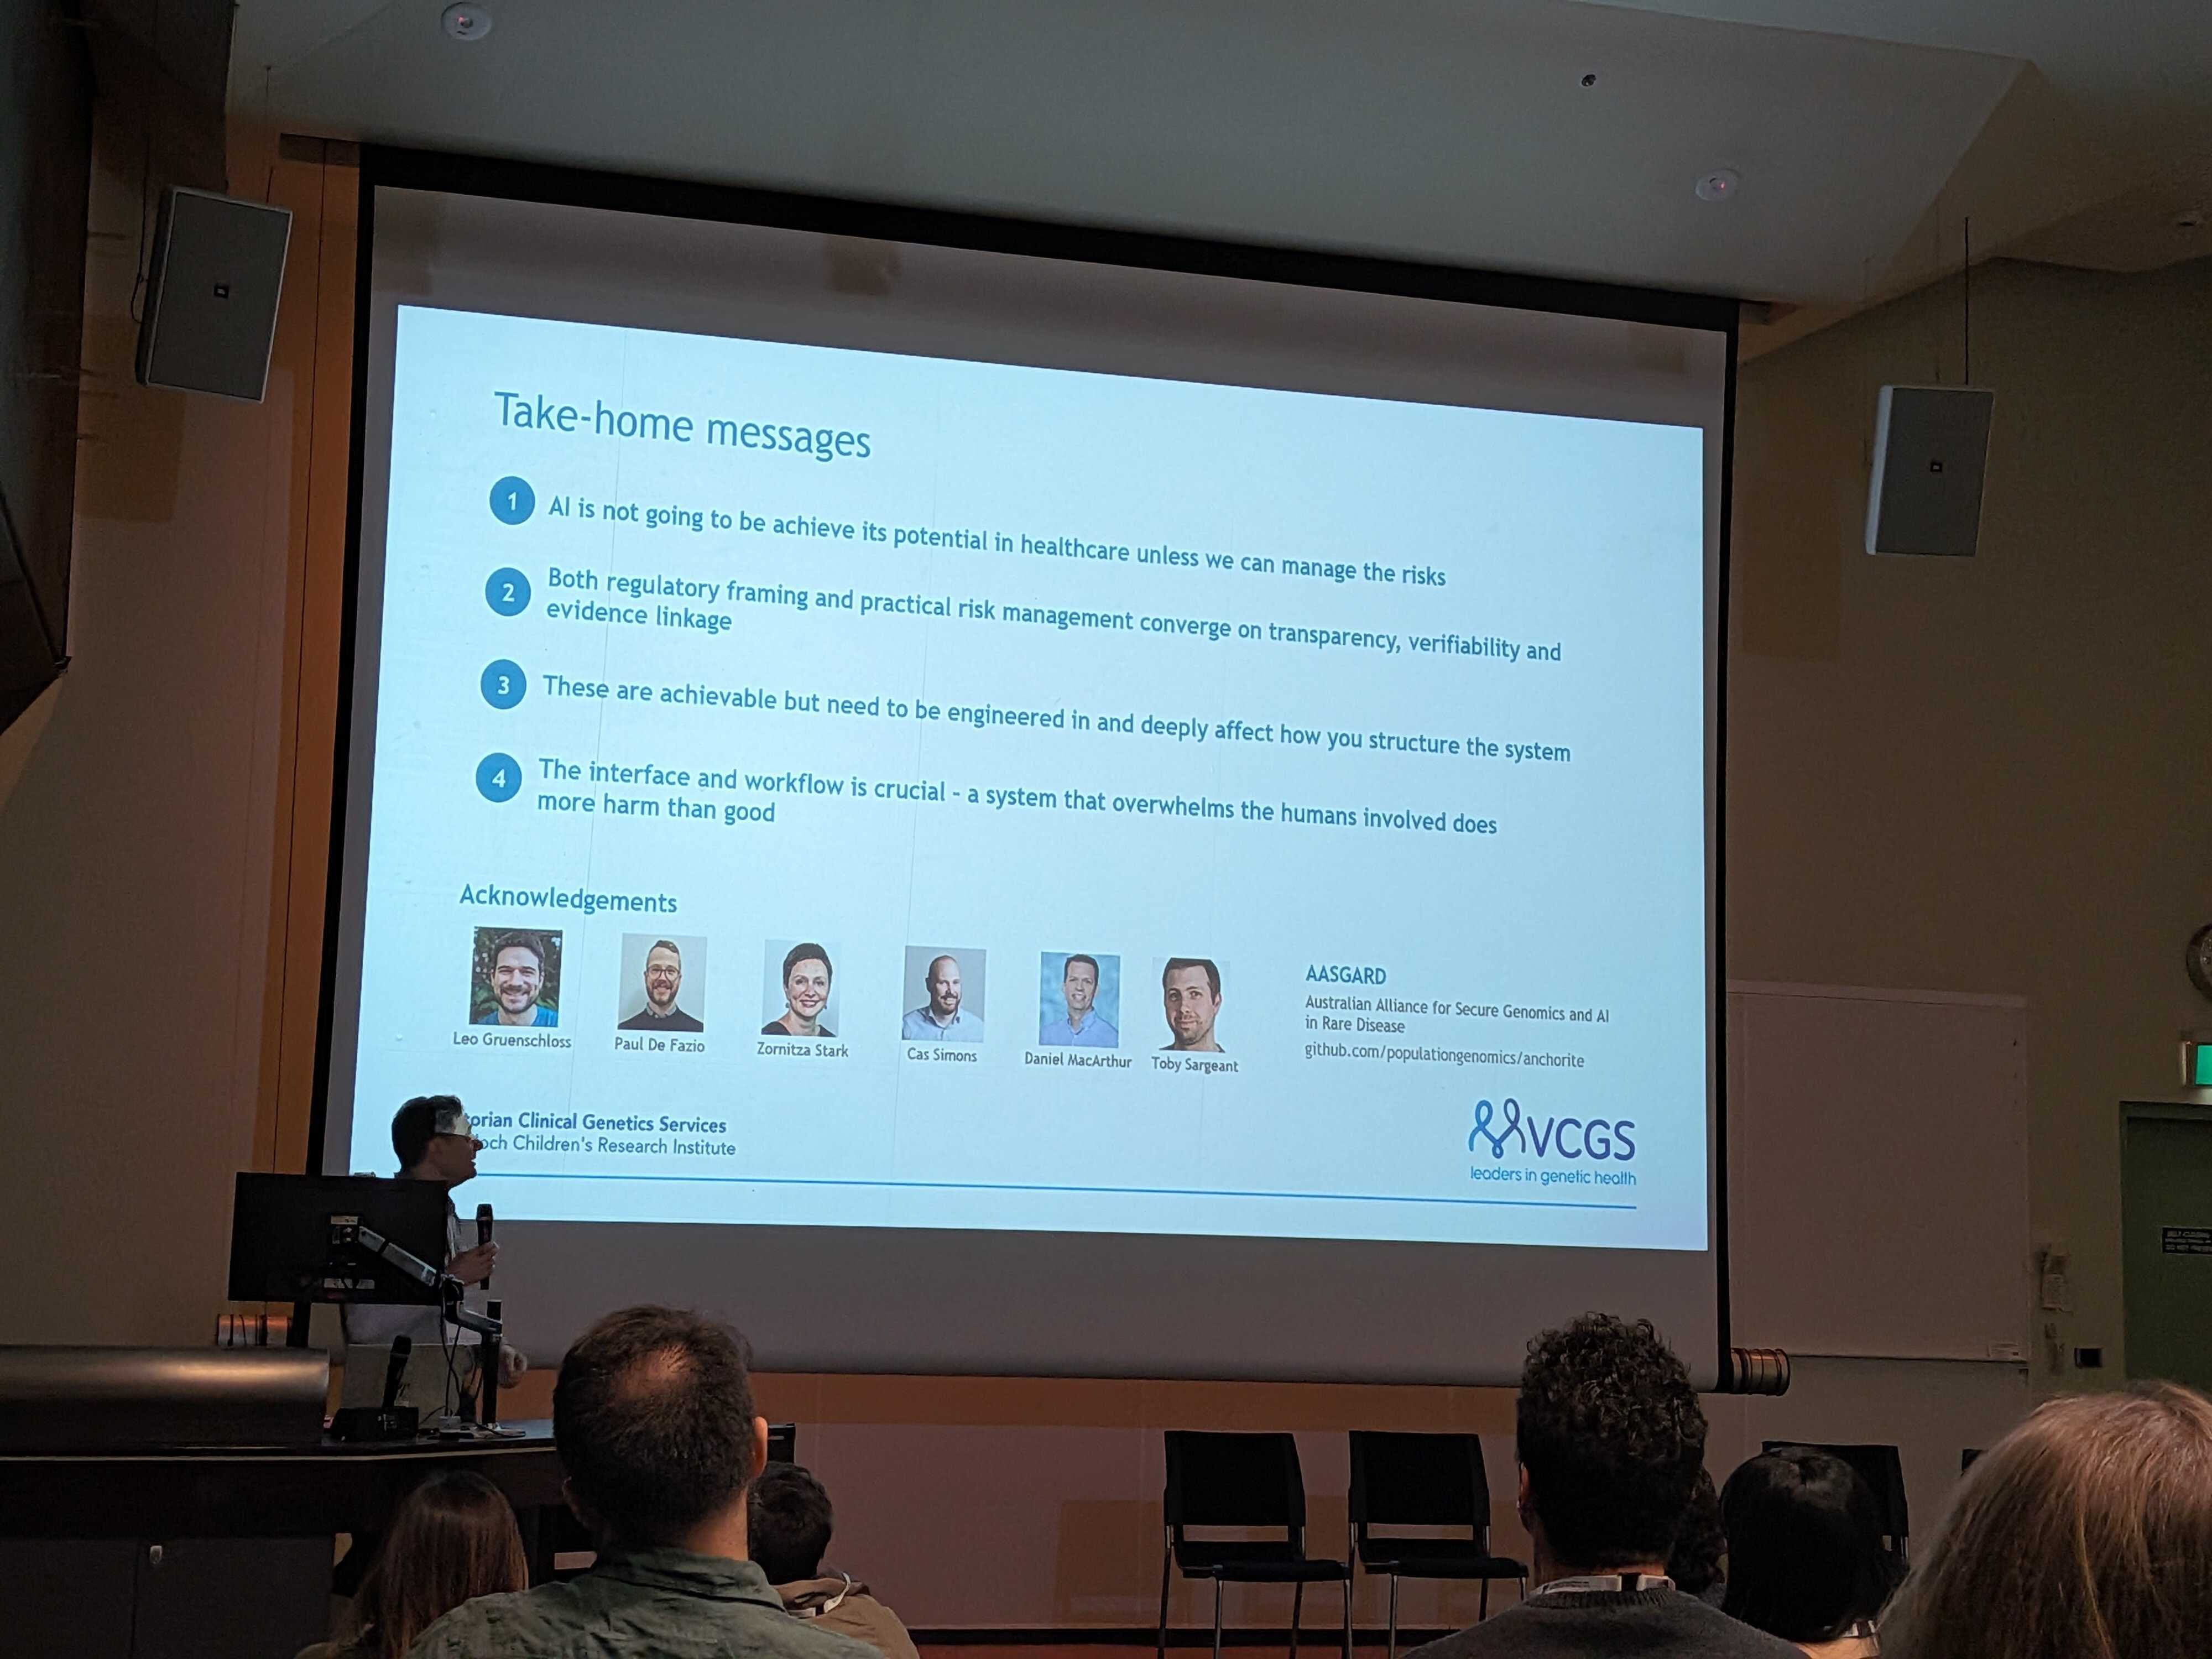 Take-home messages
1 AI is not going to be achieve its potential in healthcare unless we can manage the risks
2 Both regulatory framing and practical risk management converge on transparency, verifiability and
evidence linkage
3 These are achievable but need to be engineered in and deeply affect how you structure the system
4 The interface and workflow is crucial - a system that overwhelms the humans involved does
more harm than good
Acknowledgements
Leo Gruenschloss
Paul De Fazio
Zornitza Stark
Cas Simons
Daniel MacArthur
Toby Sargeant
AASGARD
Australian Alliance for Secure Genomics and AI
in Rare Disease
github.com/populationgenomics/anchorite
orian Clinical Genetics Services
och Children's Research Institute
VCGS
leaders in genetic health